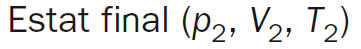 Estat final (p₂, V₂, T₂)